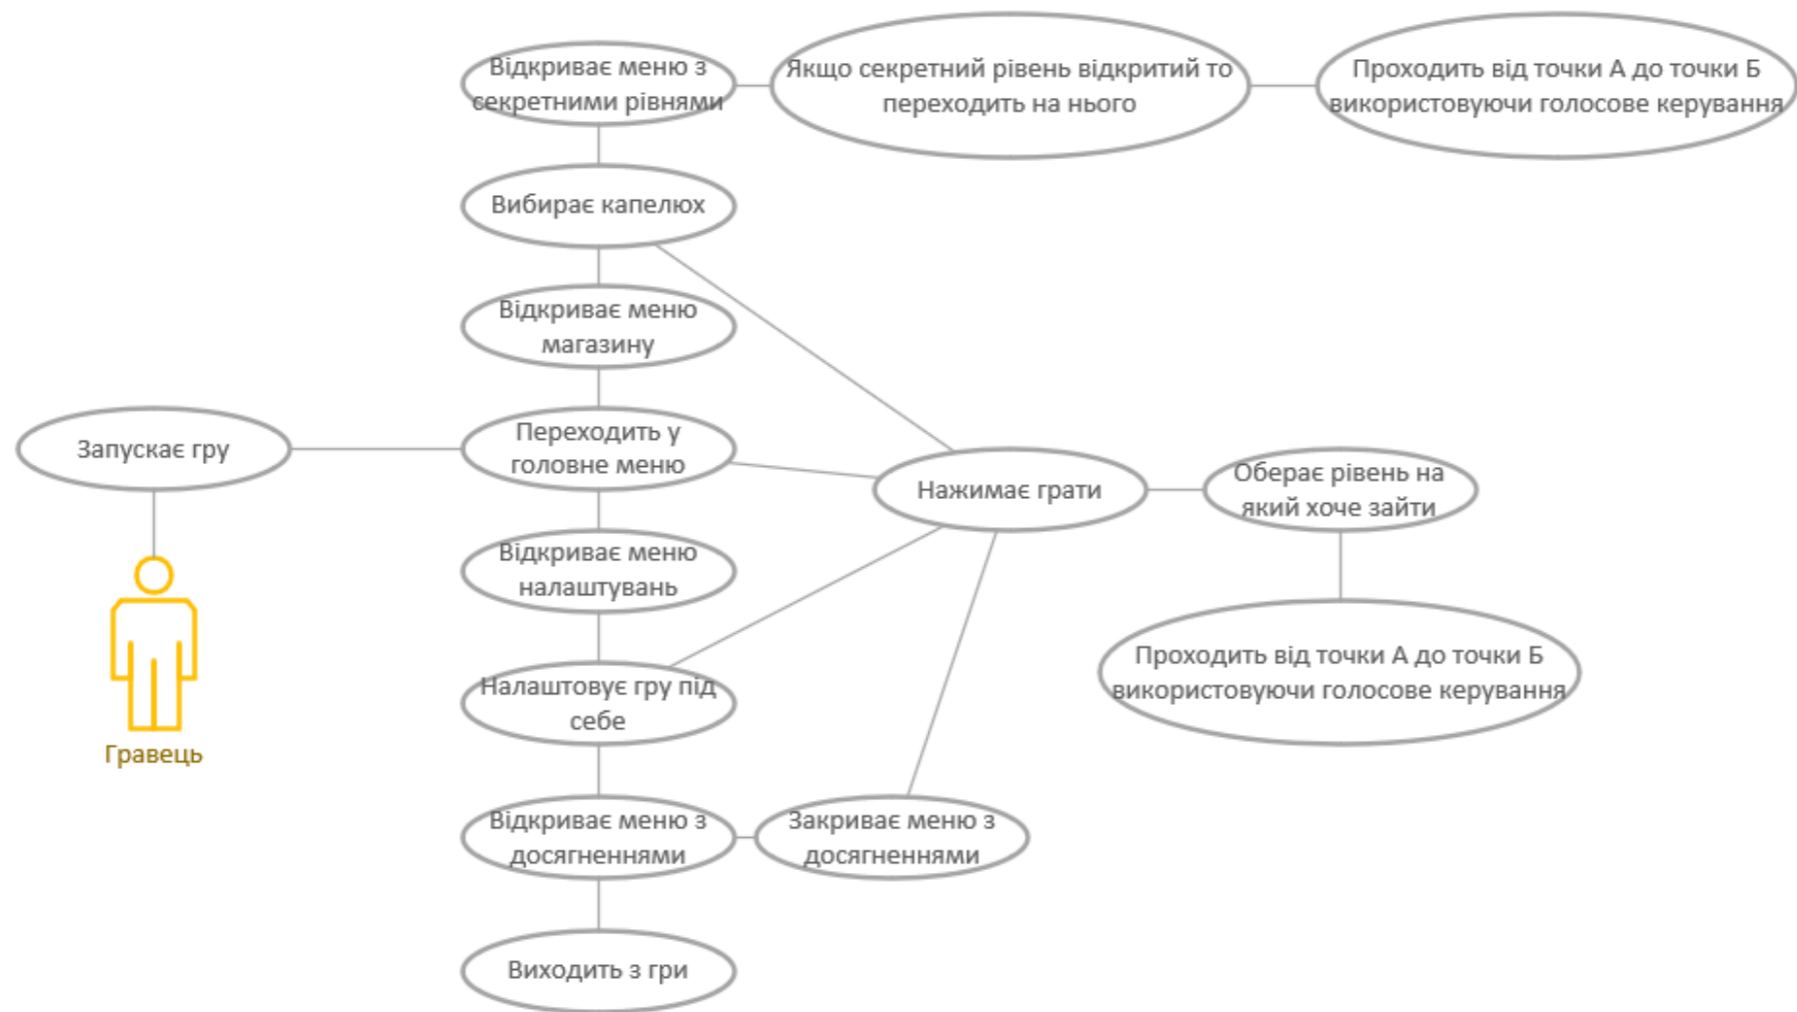 Відкриває меню з
секретними рівнями
Якщо секретний рівень відкритий то
переходить на нього
Проходить від точки А до точки Б
використовуючи голосове керування
Вибирає капелюх
Відкриває меню
магазину
Запускає гру
Переходить у
головне меню
Нажимає грати
Оберає рівень на
який хоче зайти
Відкриває меню
налаштувань
Проходить від точки А до точки Б
використовуючи голосове керування
Налаштовує гру під
себе
Гравець
Відкриває меню з
досягненнями
Закриває меню з
досягненнями
Виходить з гри